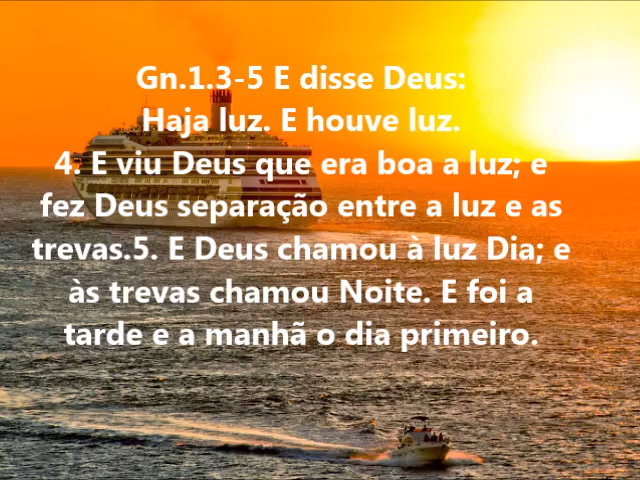 Gn.1.3-5 E disse Deus:
Haja luz. E houve luz.
4. E viu Deus que era boa a luz; e
fez Deus separação entre a luz e as
trevas.5. E Deus chamou à luz Dia; e
às trevas chamou Noite. E foi a
tarde e a manhã o dia primeiro.